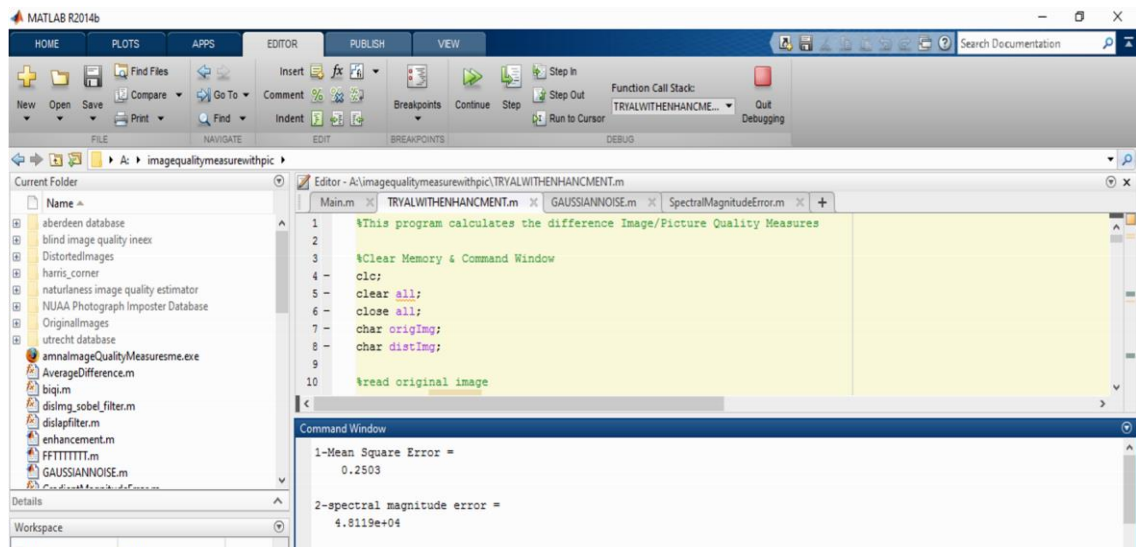 MATLAB R2014b
HOME PLOTS APPS EDITOR PUBLISH VIEW Search Documentation
New Open Save Find Files Compare Print Go To Find Insert fx Comment Indent Breakpoints Continue Step Step In Step Out Run to Cursor Function Call Stack: TRYALWITHENHANCME... Quit Debugging
FILE NAVIGATE EDIT BREAKPOINTS DEBUG
A: imagequalitymeasurewithpic
Current Folder
Name
aberdeen database
blind image quality ineex
DistortedImages
harris_corner
naturlaness image quality estimator
NUAA Photograph Imposter Database
OriginalImages
utrecht database
amnaImageQualityMeasuresme.exe
AverageDifference.m
biqi.m
disImg_sobel_filter.m
dislapfilter.m
enhancement.m
FFTTTTTTT.m
GAUSSIANNOISE.m
Details
Workspace
Editor - A:\imagequalitymeasurewithpic\TRYALWITHENHANCMENT.m
Main.m TRYALWITHENHANCMENT.m GAUSSIANNOISE.m SpectralMagnitudeError.m
1 %This program calculates the difference Image/Picture Quality Measures
2
3 %Clear Memory & Command Window
4 - clc;
5 - clear all;
6 - close all;
7 - char origImg;
8 - char distImg;
9
10 %read original image
Command Window
1-Mean Square Error =
0.2503
2-spectral magnitude error =
4.8119e+04